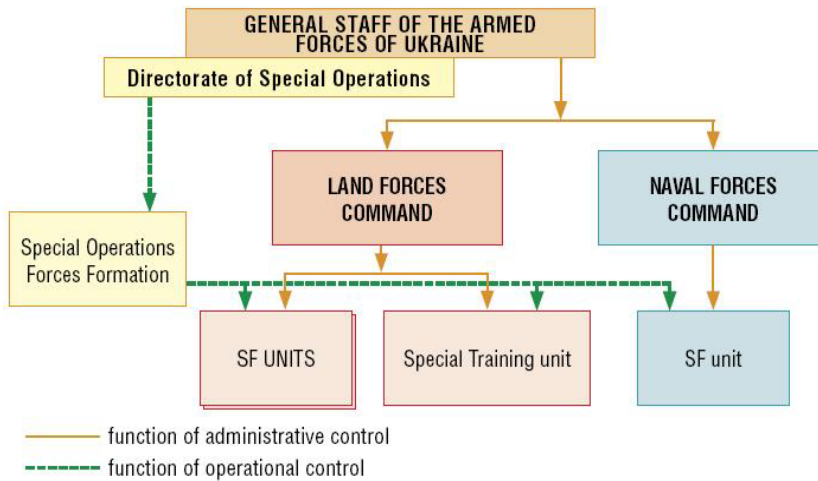 GENERAL STAFF OF THE ARMED
FORCES OF UKRAINE
Directorate of Special Operations
LAND FORCES
COMMAND
NAVAL FORCES
COMMAND
Special Operations
Forces Formation
SF UNITS
Special Training unit
SF unit
function of administrative control
function of operational control